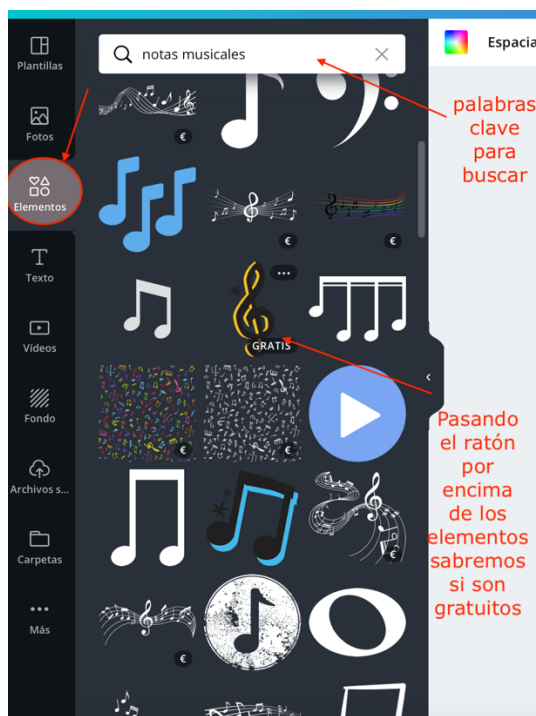 Plantillas
Fotos
Elementos
Texto
Vídeos
Fondo
Archivos s...
Carpetas
Más
notas musicales
€
€
€
GRATIS
€
€
€
€
Espacia
palabras
clave
para
buscar
Pasando
el ratón
por
encima
de los
elementos
sabremos
si son
gratuitos